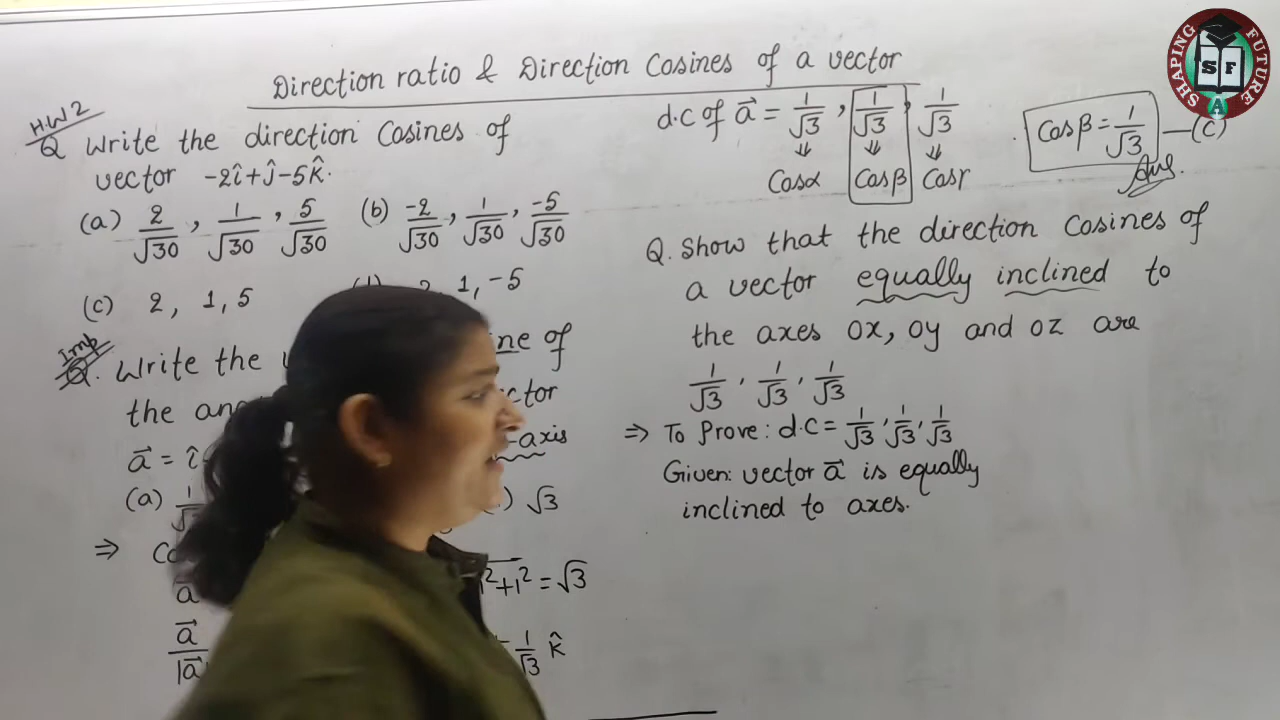 Direction ratio & Direction Cosines of a vector
H.W 2
Q Write the direction Cosines of
vector -2î+ĵ-5k̂.
(a) 2/√30, 1/√30, 5/√30 (b) -2/√30, 1/√30, -5/√30
(c) 2, 1, 5 1, -5
Imp
Q. Write the ne of
the ctor
a⃗ = î -axis
(a) 1/√ ) √3
⇒
a⃗ ²+1² = √3
a⃗/|a⃗ 1/√3 k̂
d.c of a⃗ = 1/√3, 1/√3, 1/√3
Cosα Cosβ Cosγ
Cosβ = 1/√3 —(C)
Ans.
Q. Show that the direction Cosines of
a vector equally inclined to
the axes OX, OY and OZ are
1/√3, 1/√3, 1/√3
⇒ To Prove: d.c = 1/√3, 1/√3, 1/√3
Given: vector a⃗ is equally
inclined to axes.
SHAPING FUTURE
S F
A